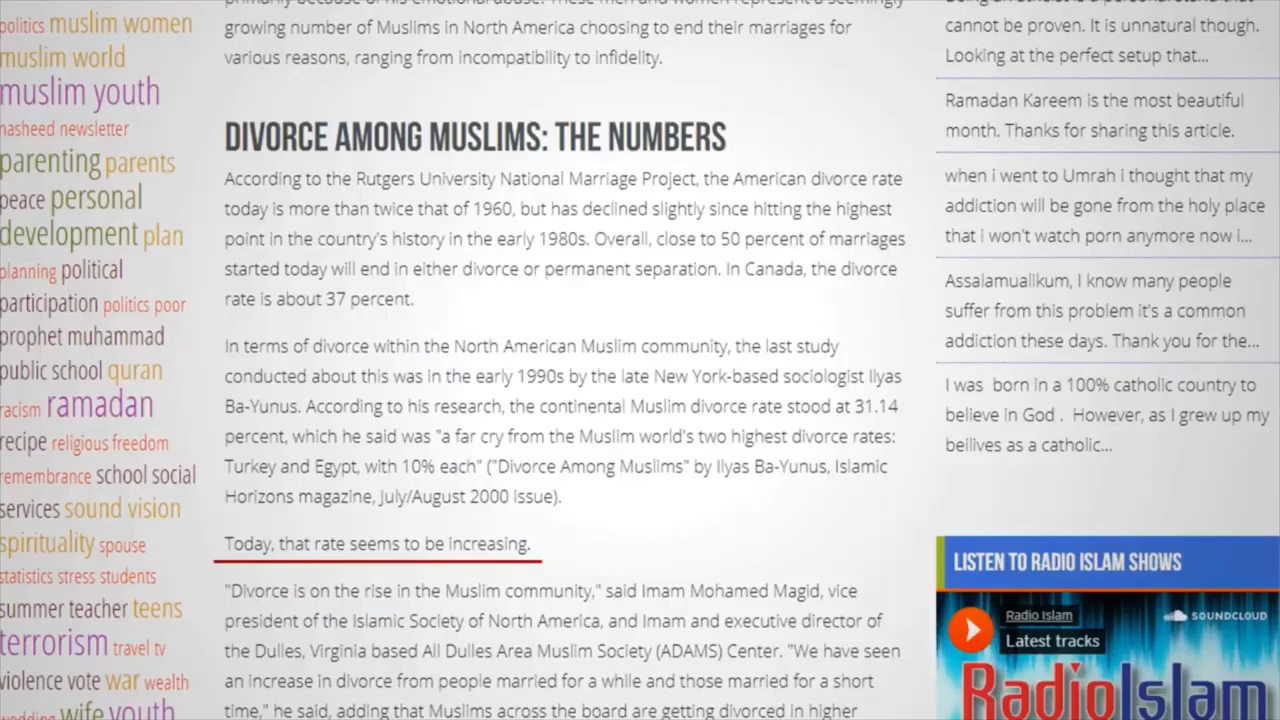 politics muslim women
muslim world
muslim youth
nasheed newsletter
parenting parents
peace personal
development plan
planning political
participation politics poor
prophet muhammad
public school quran
racism ramadan
recipe religious freedom
remembrance school social
services sound vision
spirituality spouse
statistics stress students
summer teacher teens
terrorism travel tv
violence vote war wealth
wedding wife youth
growing number of Muslims in North America choosing to end their marriages for
various reasons, ranging from incompatibility to infidelity.
DIVORCE AMONG MUSLIMS: THE NUMBERS
According to the Rutgers University National Marriage Project, the American divorce rate
today is more than twice that of 1960, but has declined slightly since hitting the highest
point in the country's history in the early 1980s. Overall, close to 50 percent of marriages
started today will end in either divorce or permanent separation. In Canada, the divorce
rate is about 37 percent.
In terms of divorce within the North American Muslim community, the last study
conducted about this was in the early 1990s by the late New York-based sociologist Ilyas
Ba-Yunus. According to his research, the continental Muslim divorce rate stood at 31.14
percent, which he said was "a far cry from the Muslim world's two highest divorce rates:
Turkey and Egypt, with 10% each" ("Divorce Among Muslims" by Ilyas Ba-Yunus, Islamic
Horizons magazine, July/August 2000 issue).
Today, that rate seems to be increasing.
"Divorce is on the rise in the Muslim community," said Imam Mohamed Magid, vice
president of the Islamic Society of North America, and Imam and executive director of
the Dulles, Virginia based All Dulles Area Muslim Society (ADAMS) Center. "We have seen
an increase in divorce from people married for a while and those married for a short
time," he said, adding that Muslims across the board are getting divorced in higher
cannot be proven. It is unnatural though.
Looking at the perfect setup that...
Ramadan Kareem is the most beautiful
month. Thanks for sharing this article.
when i went to Umrah i thought that my
addiction will be gone from the holy place
that i won't watch porn anymore now i...
Assalamualikum, I know many people
suffer from this problem it's a common
addiction these days. Thank you for the...
I was born in a 100% catholic country to
believe in God . However, as I grew up my
beilives as a catholic...
LISTEN TO RADIO ISLAM SHOWS
Radio Islam
SOUNDCLOUD
Latest tracks
RadioIslam